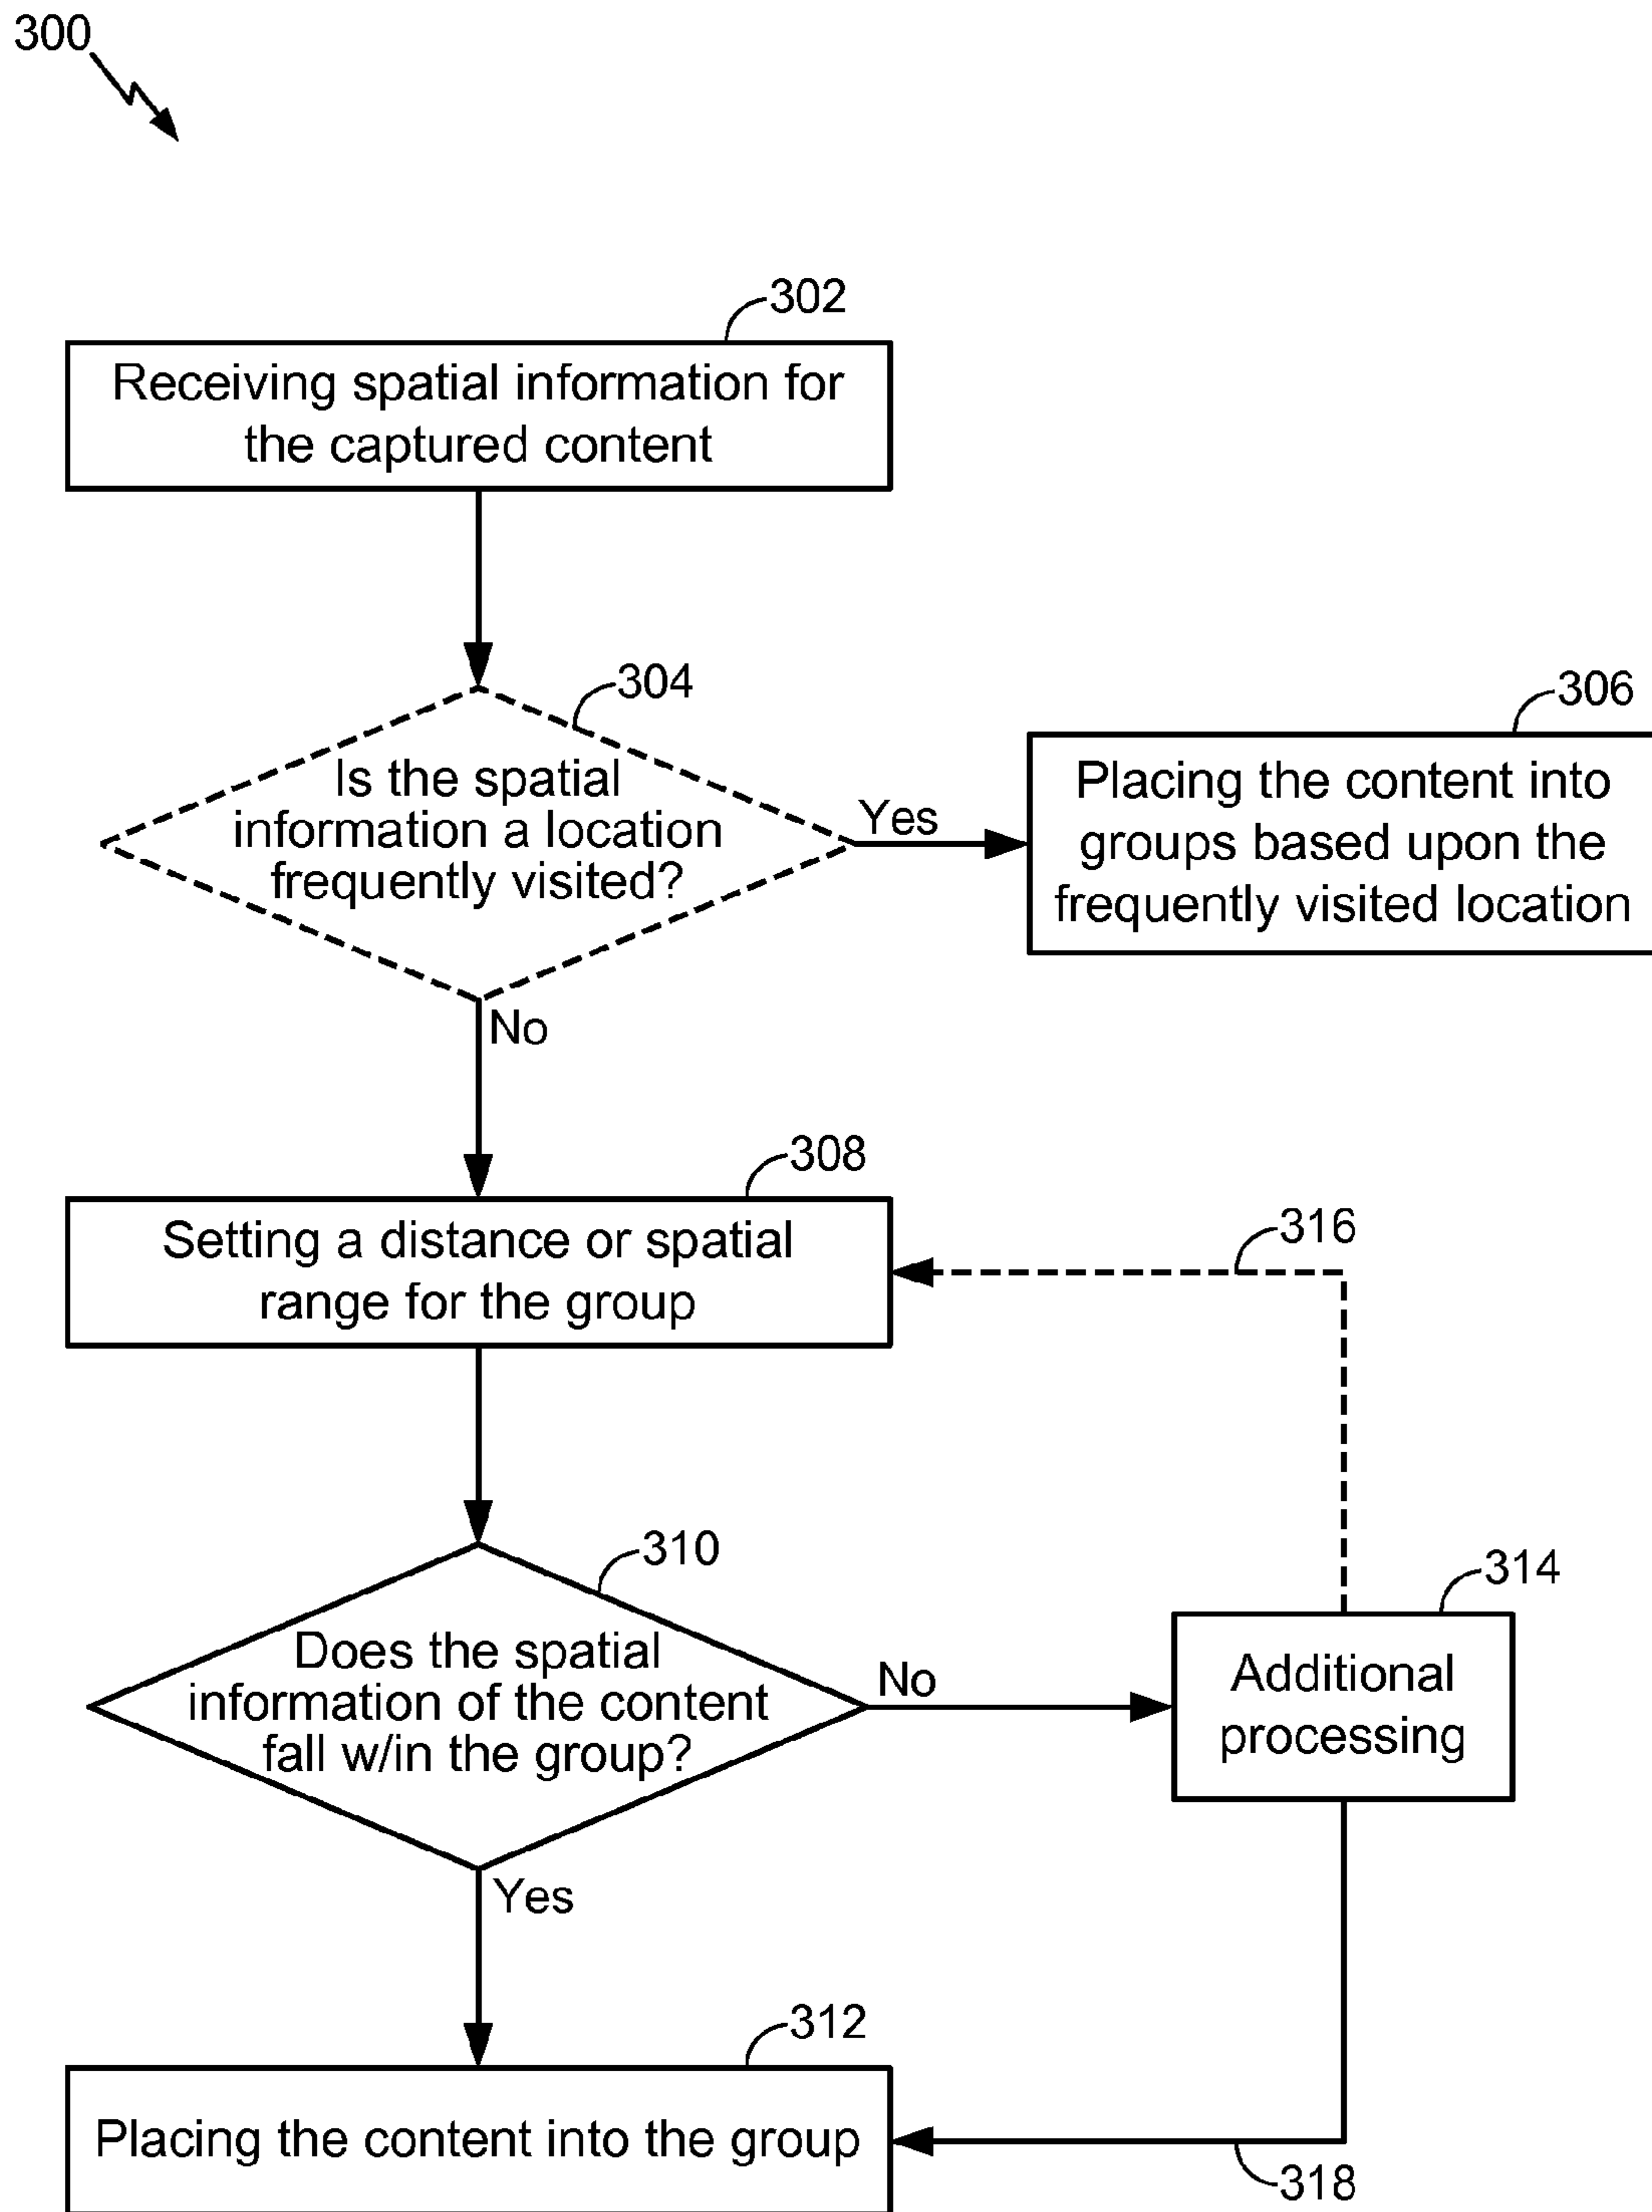 300
302
Receiving spatial information for
the captured content
304
Is the spatial
information a location
frequently visited?
Yes
306
Placing the content into
groups based upon the
frequently visited location
No
308
Setting a distance or spatial
range for the group
316
310
Does the spatial
information of the content
fall w/in the group?
No
314
Additional
processing
Yes
312
Placing the content into the group
318